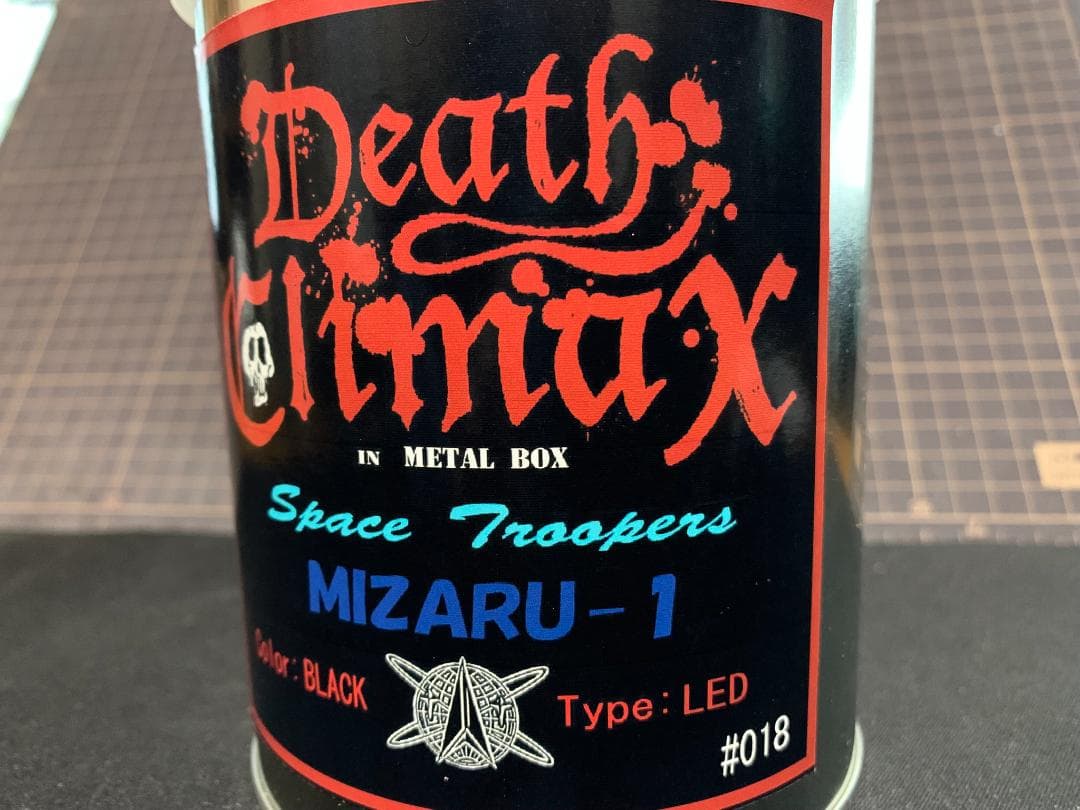 Death
Climax
IN METAL BOX
Space Troopers
MIZARU-1
Color: BLACK
Type: LED
#018